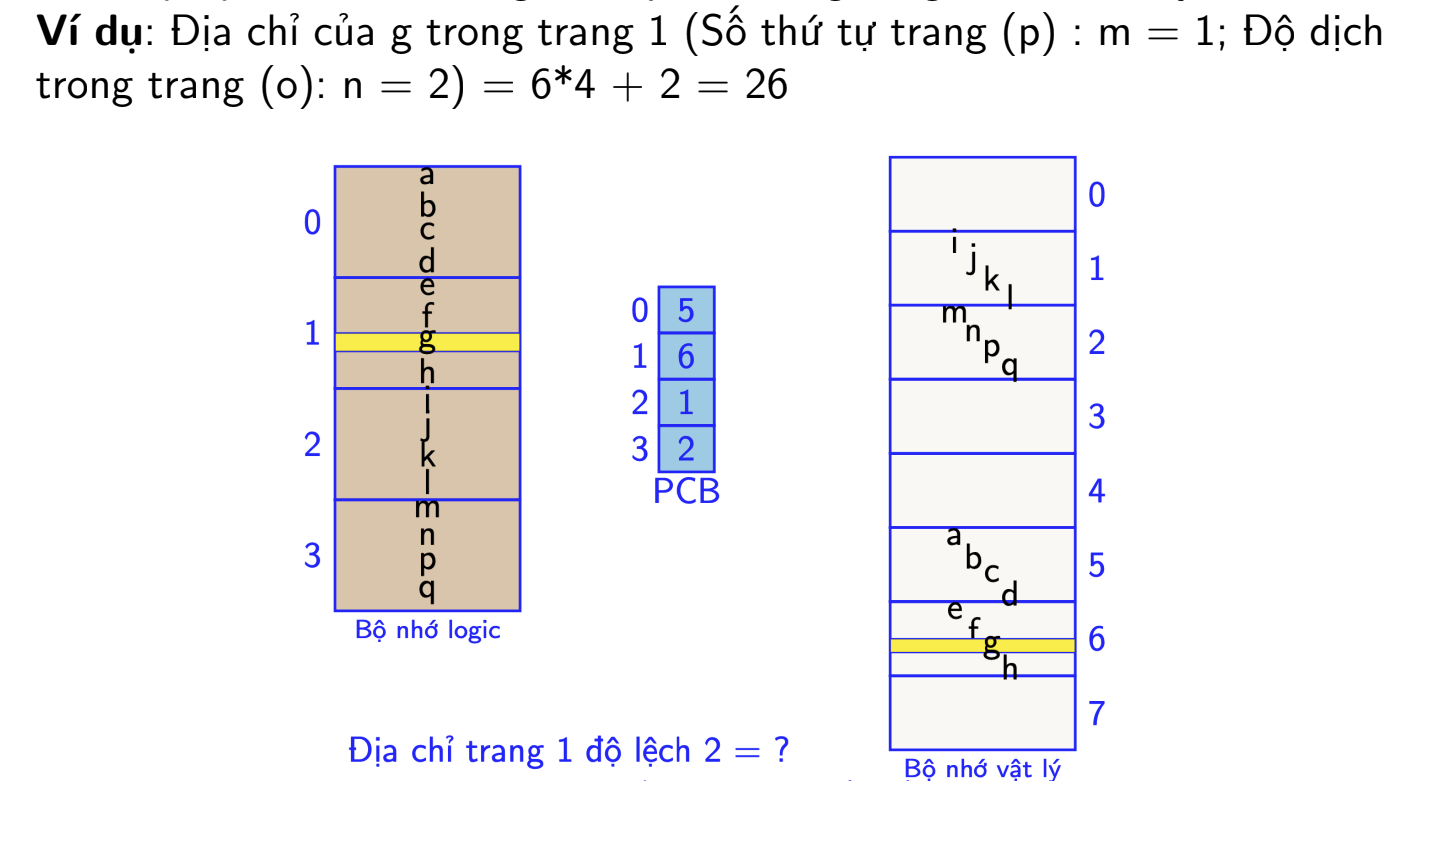 Ví dụ: Địa chỉ của g trong trang 1 (Số thứ tự trang (p) : m = 1; Độ dịch
trong trang (o): n = 2) = 6*4 + 2 = 26
0
a
b
c
d
1
e
f
g
h
2
i
j
k
l
3
m
n
p
q
Bộ nhớ logic
0 5
1 6
2 1
3 2
PCB
0
i
j
k
l
1
m
n
p
q
2
3
4
a
b
c
d
5
e
f
g
h
6
7
Bộ nhớ vật lý
Địa chỉ trang 1 độ lệch 2 = ?